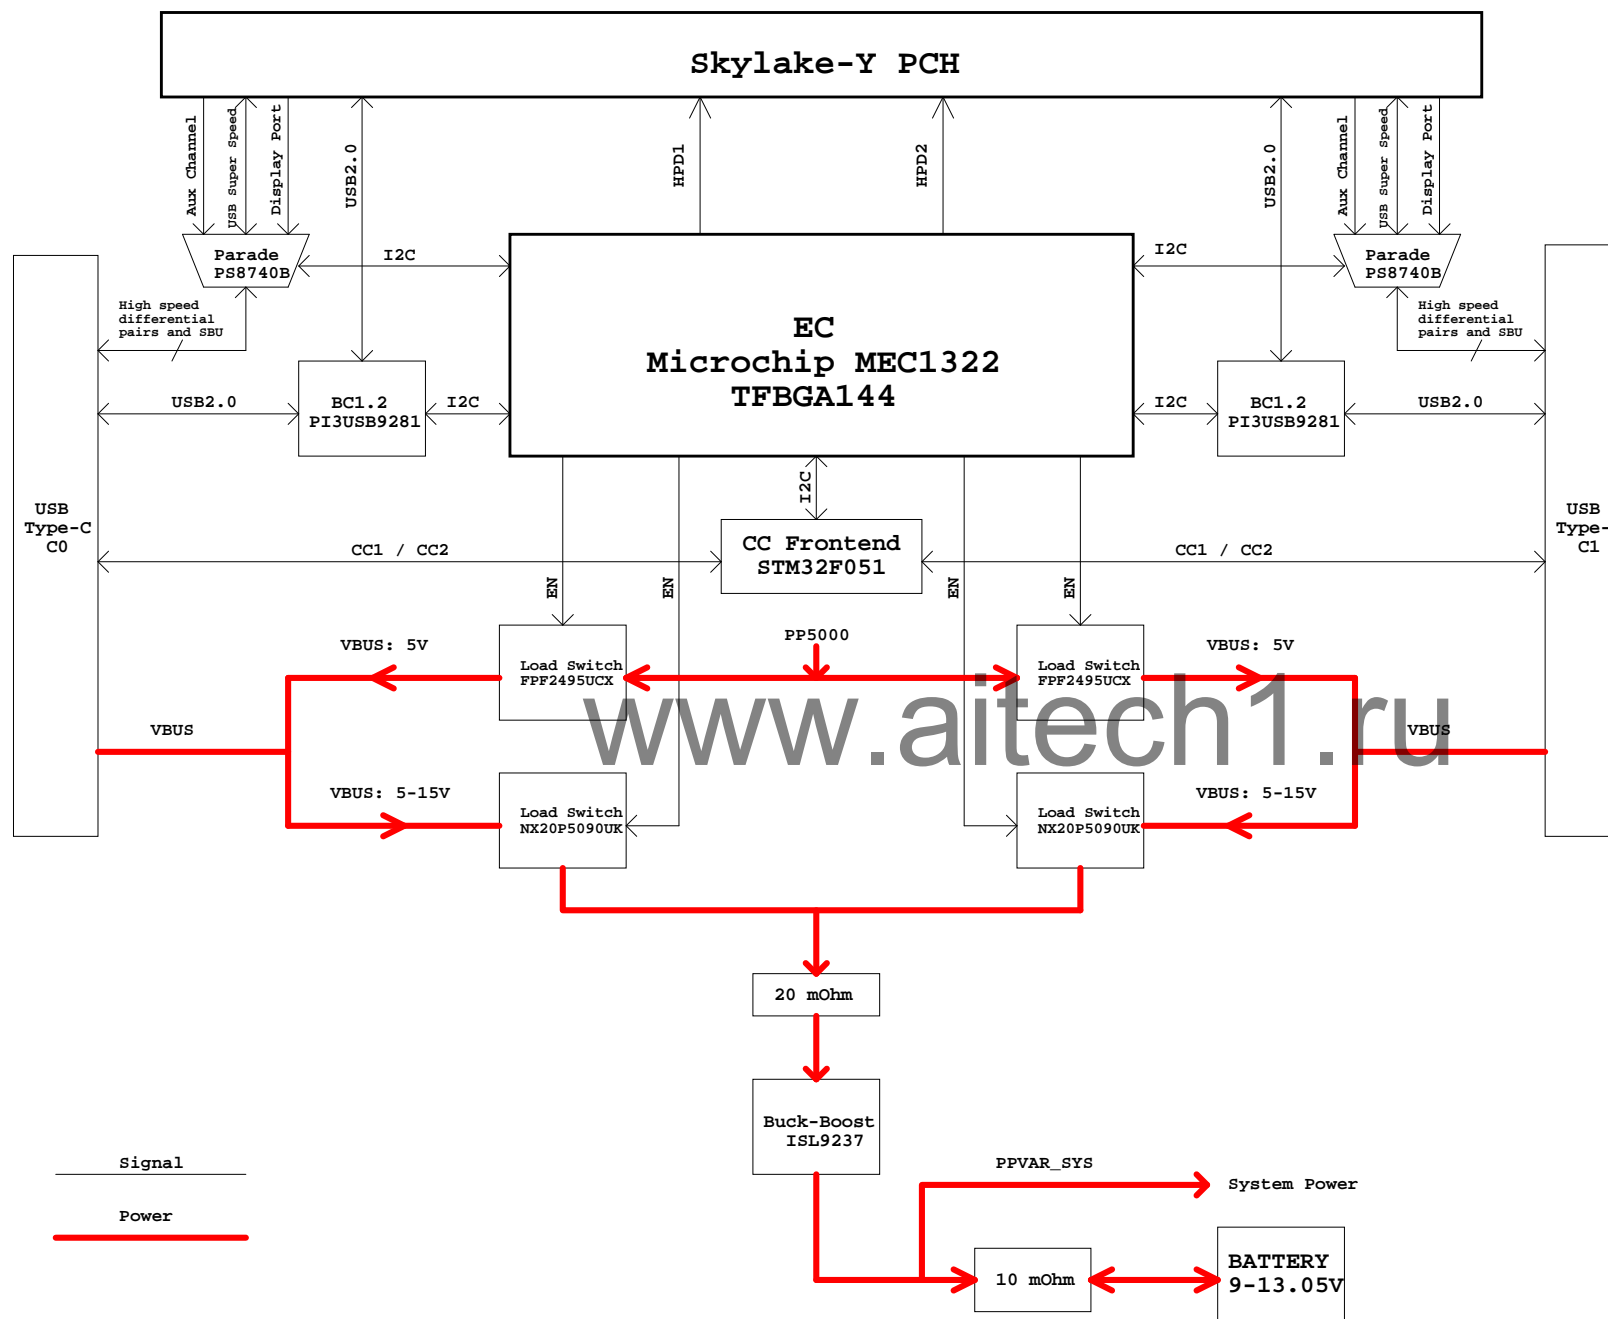 Skylake-Y PCH
Aux Channel
USB Super Speed
Display Port
USB2.0
HPD1
HPD2
USB2.0
Aux Channel
USB Super Speed
Display Port
Parade
PS8740B
I2C
I2C
Parade
PS8740B
High speed
differential
pairs and SBU
EC
Microchip MEC1322
TFBGA144
High speed
differential
pairs and SBU
USB2.0
BC1.2
PI3USB9281
I2C
I2C
BC1.2
PI3USB9281
USB2.0
I2C
USB
Type-C
C0
CC1 / CC2
CC Frontend
STM32F051
CC1 / CC2
USB
Type-
C1
EN
EN
EN
EN
VBUS: 5V
Load Switch
FPF2495UCX
PP5000
Load Switch
FPF2495UCX
VBUS: 5V
www.aitech1.ru
VBUS
VBUS
VBUS: 5-15V
Load Switch
NX20P5090UK
Load Switch
NX20P5090UK
VBUS: 5-15V
20 mOhm
Buck-Boost
ISL9237
Signal
Power
PPVAR_SYS
System Power
10 mOhm
BATTERY
9-13.05V